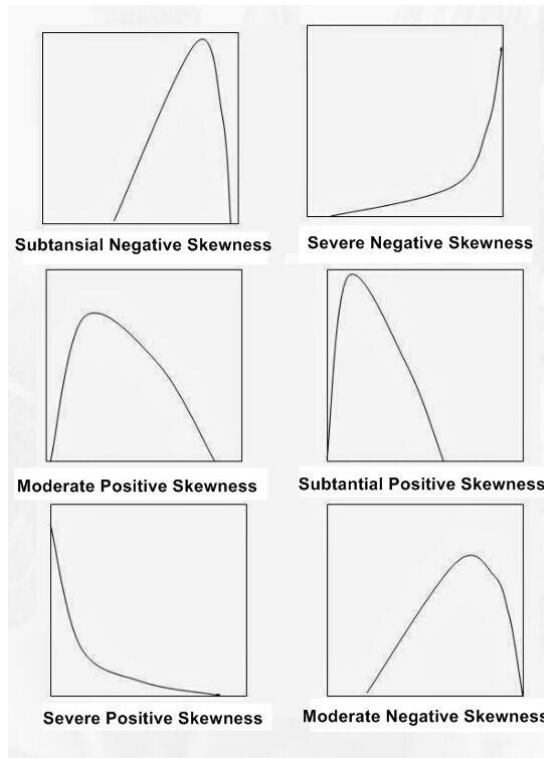 Subtansial Negative Skewness
Severe Negative Skewness
Moderate Positive Skewness
Subtantial Positive Skewness
Severe Positive Skewness
Moderate Negative Skewness